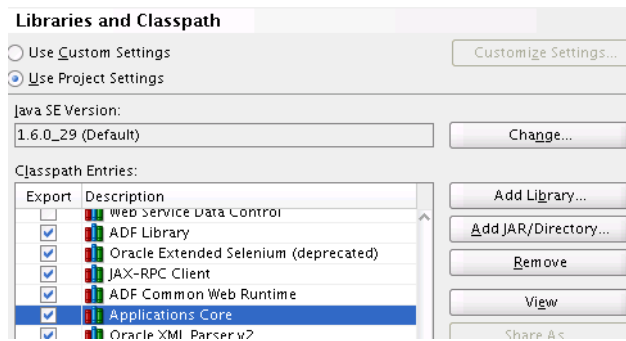 Libraries and Classpath
Use Custom Settings
Customize Settings...
Use Project Settings
Java SE Version:
1.6.0_29 (Default)
Change...
Classpath Entries:
Export Description
Add Library...
Web Service Data Control
ADF Library
Add JAR/Directory...
Oracle Extended Selenium (deprecated)
JAX-RPC Client
Remove
ADF Common Web Runtime
View
Applications Core
Oracle XML Parser v2
Share As...